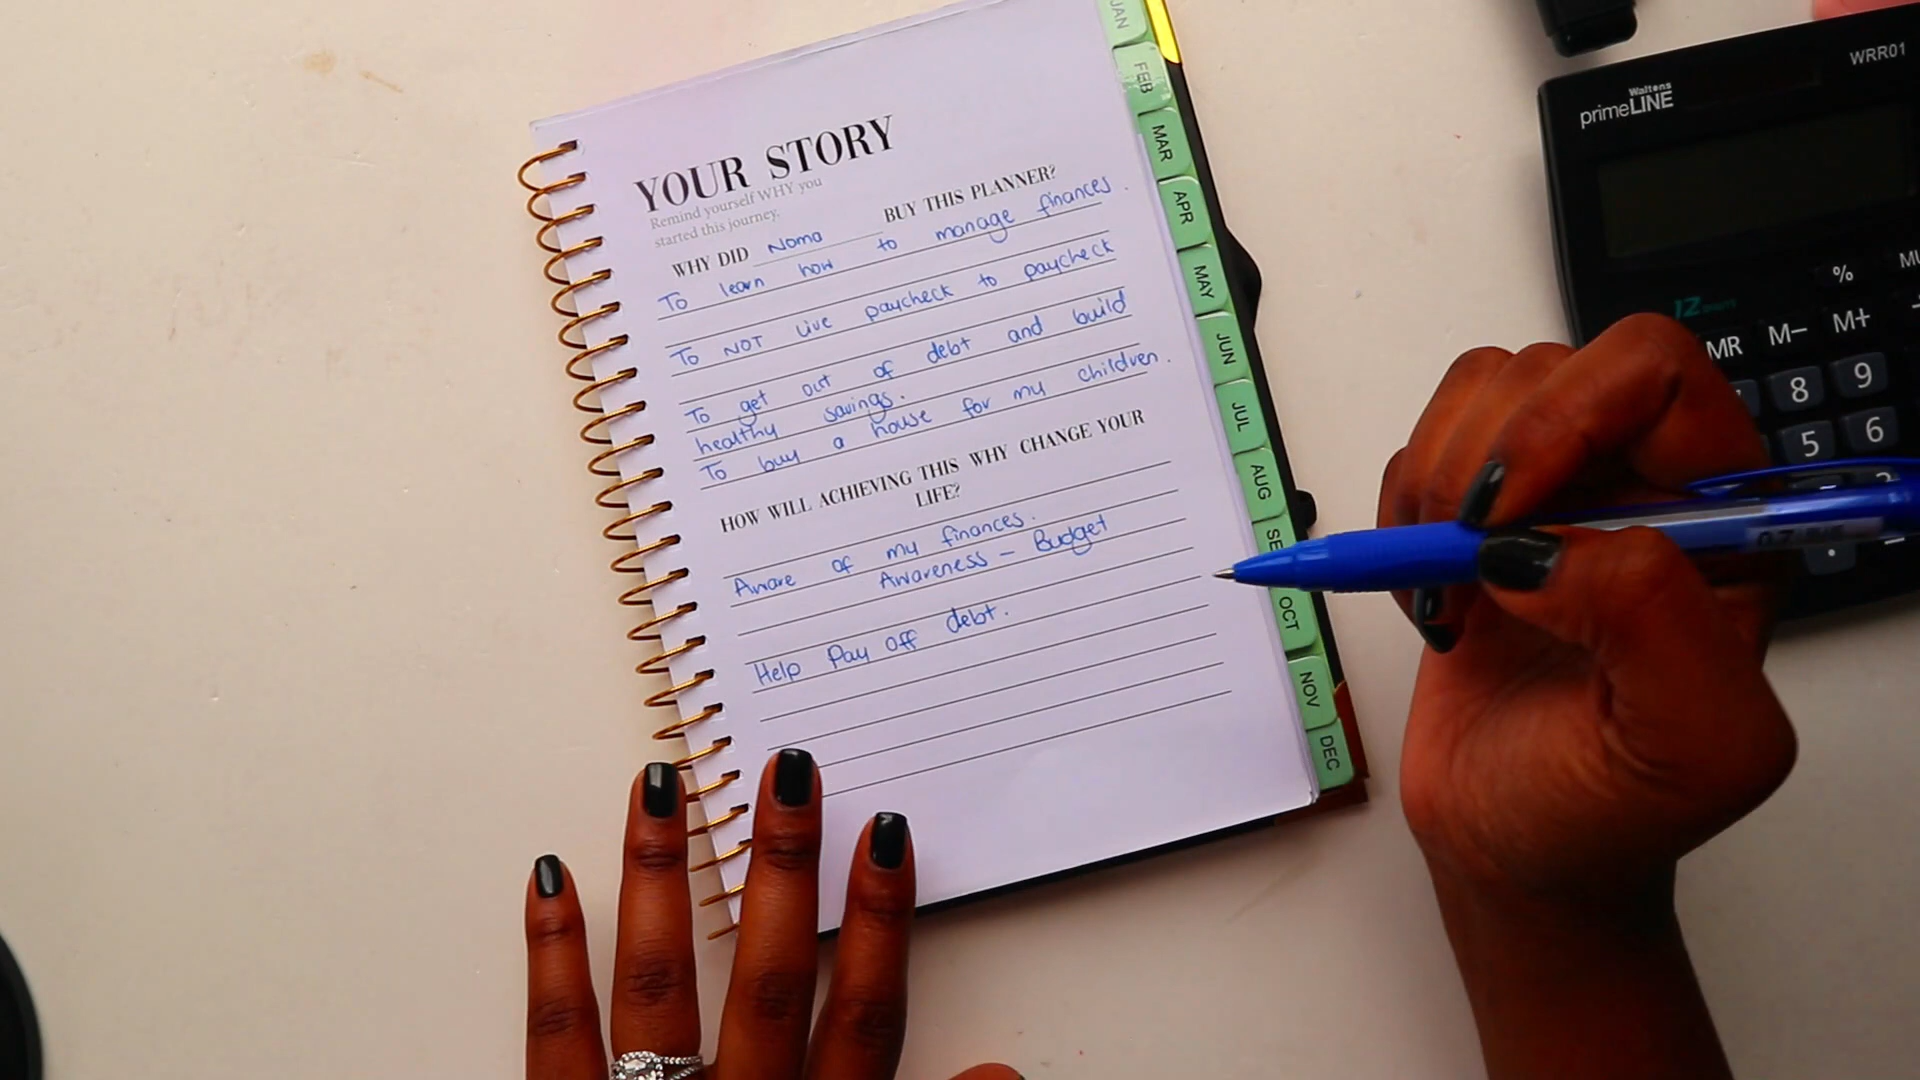 YOUR STORY
Remind yourself WHY you
started this journey.
WHY DID Noma BUY THIS PLANNER?
To learn how to manage finances.
To NOT live paycheck to paycheck
To get out of debt and build
healthy savings.
To buy a house for my children.
HOW WILL ACHIEVING THIS WHY CHANGE YOUR
LIFE?
Aware of my finances.
Awareness - Budget
Help Pay off debt.
JAN
FEB
MAR
APR
MAY
JUN
JUL
AUG
SE
OCT
NOV
DEC
Waltons
primeLINE
WRR01
12
%
MU
MR M− M+
8 9
5 6